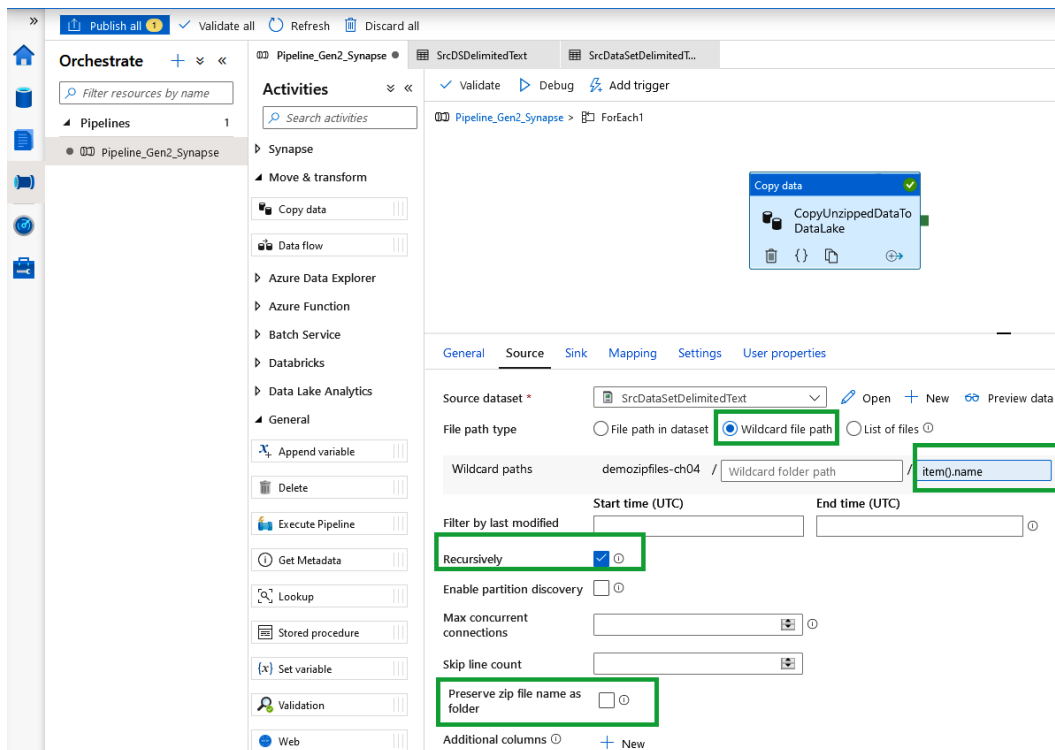 »
Publish all 1
Validate all
Refresh
Discard all
Orchestrate
Filter resources by name
Pipelines 1
Pipeline_Gen2_Synapse
Pipeline_Gen2_Synapse
SrcDSDelimitedText
SrcDataSetDelimitedT...
Activities
Search activities
Synapse
Move & transform
Copy data
Data flow
Azure Data Explorer
Azure Function
Batch Service
Databricks
Data Lake Analytics
General
Append variable
Delete
Execute Pipeline
Get Metadata
Lookup
Stored procedure
{x} Set variable
Validation
Web
Validate
Debug
Add trigger
Pipeline_Gen2_Synapse > ForEach1
Copy data
CopyUnzippedDataTo
DataLake
{}
General Source Sink Mapping Settings User properties
Source dataset * SrcDataSetDelimitedText Open + New Preview data
File path type File path in dataset Wildcard file path List of files
Wildcard paths demozipfiles-ch04 / Wildcard folder path / item().name
Start time (UTC) End time (UTC)
Filter by last modified
Recursively
Enable partition discovery
Max concurrent
connections
Skip line count
Preserve zip file name as
folder
Additional columns + New